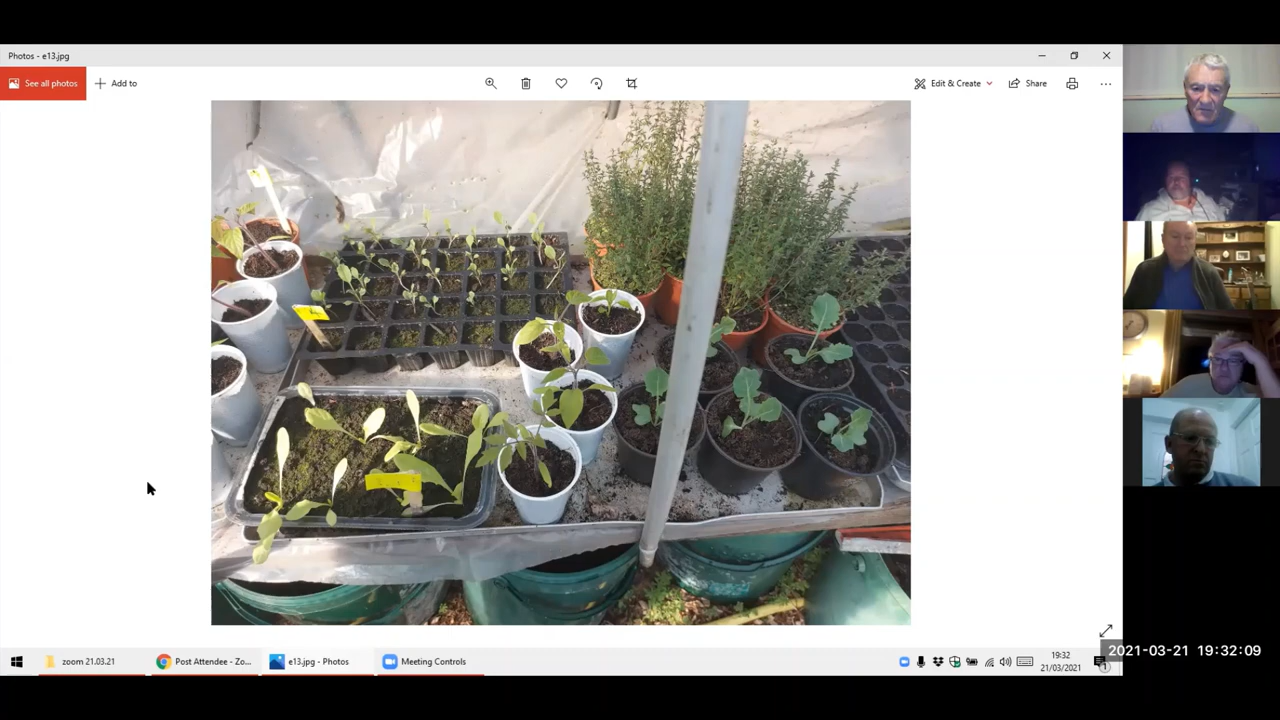 Photos - e13.jpg
See all photos
Add to
Edit & Create
Share
zoom 21.03.21
Post Attendee - Zo...
e13.jpg - Photos
Meeting Controls
19:32
21/03/2021
1
2021-03-21 19:32:09